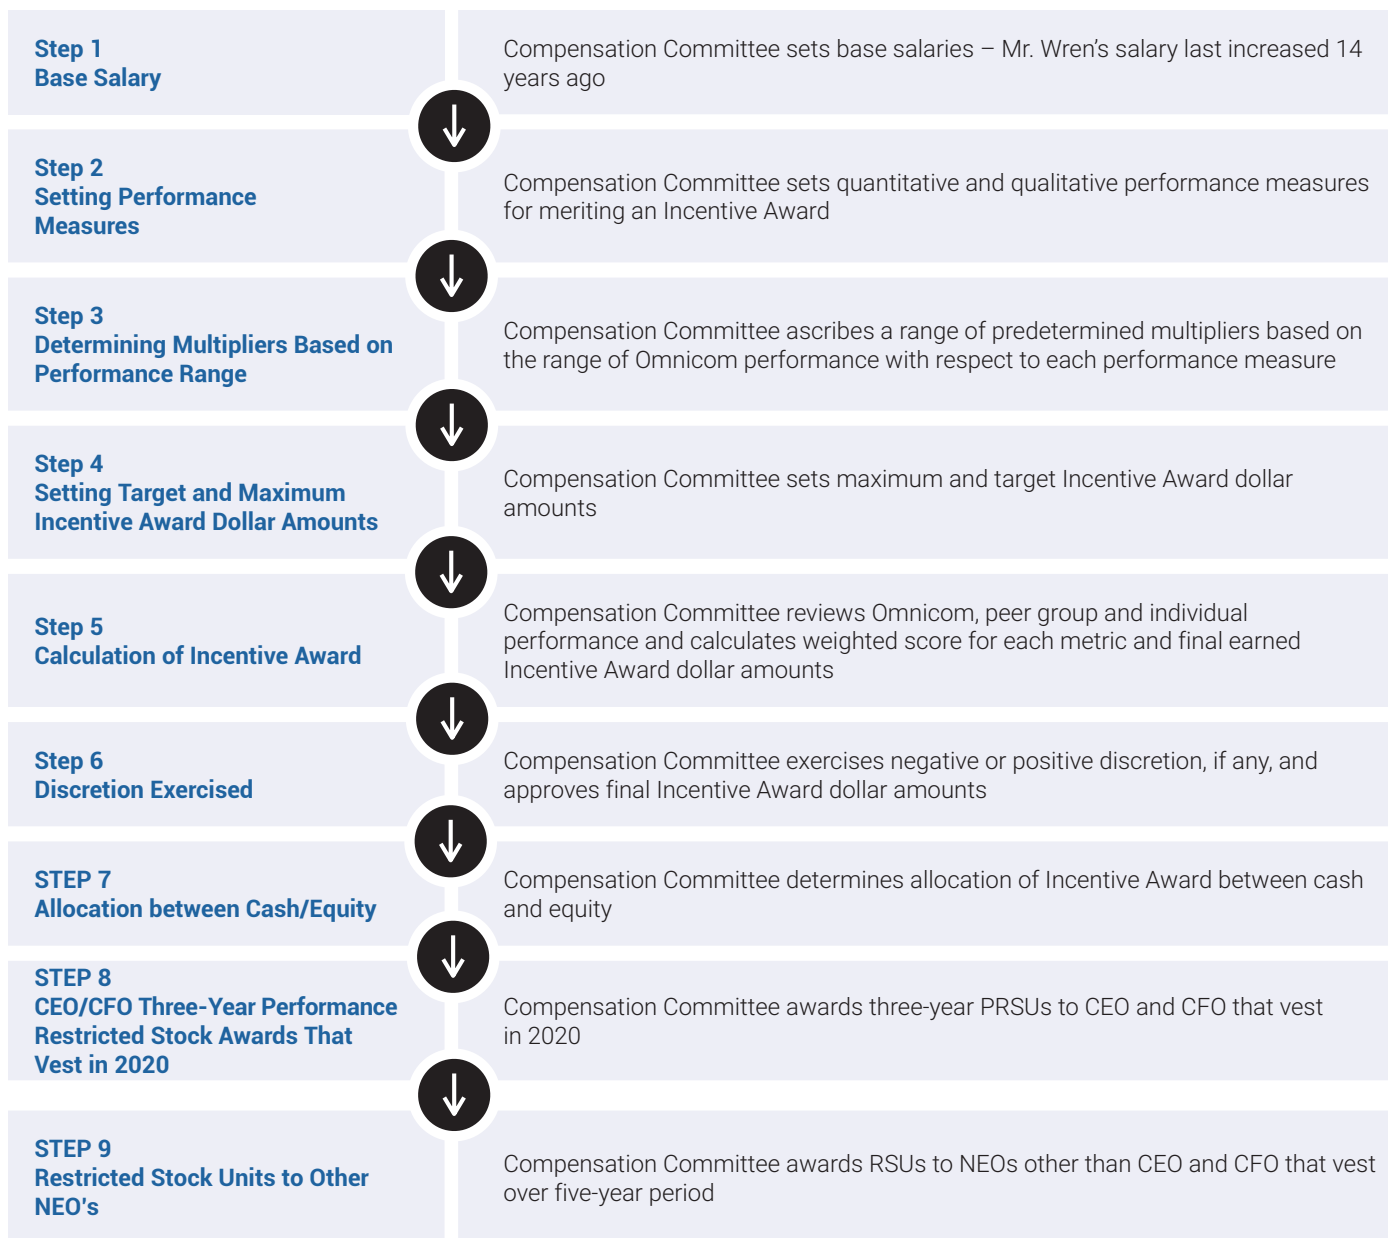 Step 1
Base Salary
Compensation Committee sets base salaries – Mr. Wren's salary last increased 14
years ago
Step 2
Setting Performance
Measures
Compensation Committee sets quantitative and qualitative performance measures
for meriting an Incentive Award
Step 3
Determining Multipliers Based on
Performance Range
Compensation Committee ascribes a range of predetermined multipliers based on
the range of Omnicom performance with respect to each performance measure
Step 4
Setting Target and Maximum
Incentive Award Dollar Amounts
Compensation Committee sets maximum and target Incentive Award dollar
amounts
Step 5
Calculation of Incentive Award
Compensation Committee reviews Omnicom, peer group and individual
performance and calculates weighted score for each metric and final earned
Incentive Award dollar amounts
Step 6
Discretion Exercised
Compensation Committee exercises negative or positive discretion, if any, and
approves final Incentive Award dollar amounts
STEP 7
Allocation between Cash/Equity
Compensation Committee determines allocation of Incentive Award between cash
and equity
STEP 8
CEO/CFO Three-Year Performance
Restricted Stock Awards That
Vest in 2020
Compensation Committee awards three-year PRSUs to CEO and CFO that vest
in 2020
STEP 9
Restricted Stock Units to Other
NEO's
Compensation Committee awards RSUs to NEOs other than CEO and CFO that vest
over five-year period